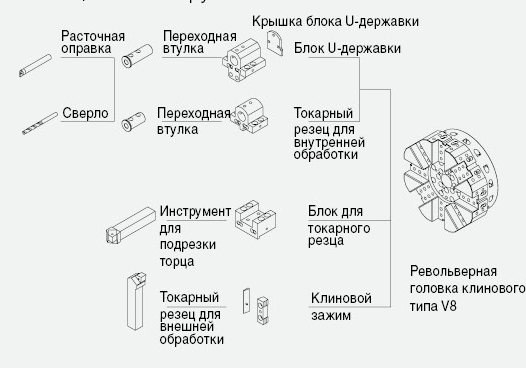 Крышка блока U-державки
Расточная
оправка
Переходная
втулка
Блок U-державки
Сверло
Переходная
втулка
Токарный
резец для
внутренней
обработки
Инструмент
для
подрезки
торца
Блок для
токарного
резца
Револьверная
головка клинового
типа V8
Токарный
резец для
внешней
обработки
Клиновой
зажим